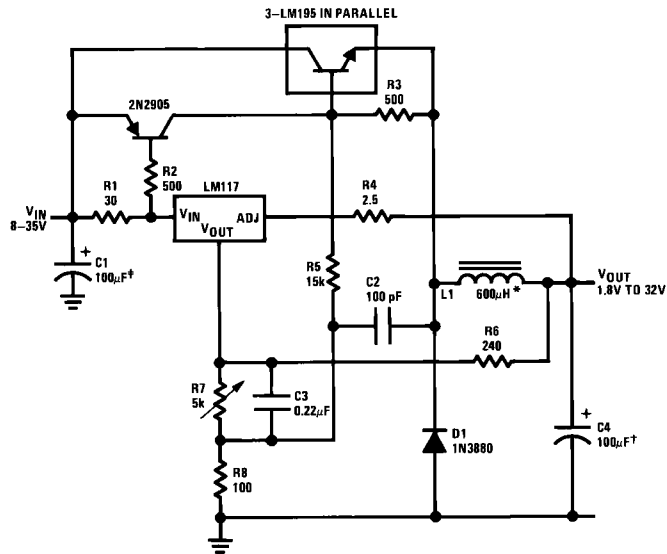 3–LM195 IN PARALLEL
2N2905
R3
500
R2
500
R1
30
LM117
R4
2.5
VIN
8–35V
VIN
ADJ
VOUT
C1
100μF‡
R5
15k
C2
100 pF
L1
600μH*
VOUT
1.8V TO 32V
R6
240
R7
5k
C3
0.22μF
D1
1N3880
C4
100μF†
R8
100